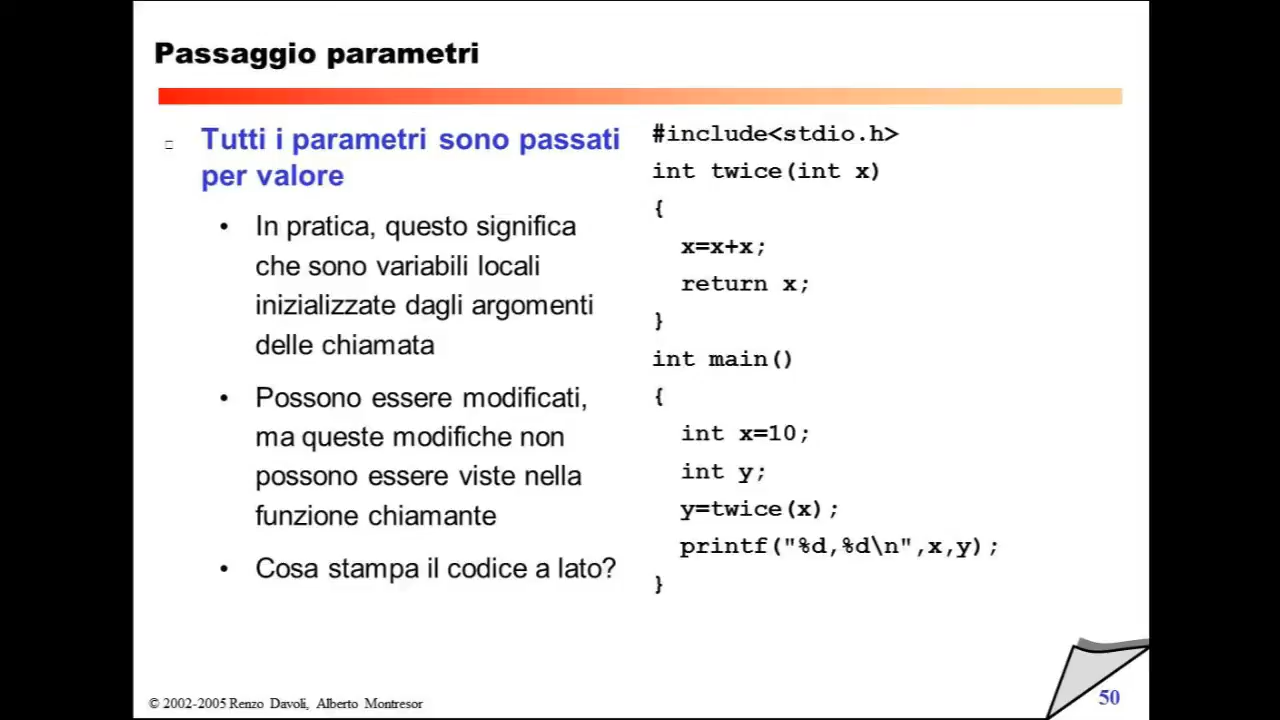 Passaggio parametri
Tutti i parametri sono passati
per valore
• In pratica, questo significa
che sono variabili locali
inizializzate dagli argomenti
delle chiamata
• Possono essere modificati,
ma queste modifiche non
possono essere viste nella
funzione chiamante
• Cosa stampa il codice a lato?
#include<stdio.h>
int twice(int x)
{
  x=x+x;
  return x;
}
int main()
{
  int x=10;
  int y;
  y=twice(x);
  printf("%d,%d\n",x,y);
}
© 2002-2005 Renzo Davoli, Alberto Montresor
50